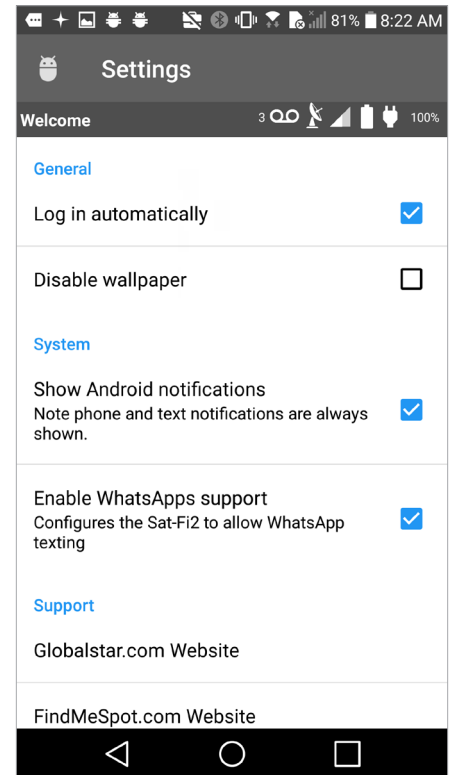 81% 8:22 AM
Settings
Welcome 3 100%
General
Log in automatically
Disable wallpaper
System
Show Android notifications
Note phone and text notifications are always
shown.
Enable WhatsApps support
Configures the Sat-Fi2 to allow WhatsApp
texting
Support
Globalstar.com Website
FindMeSpot.com Website